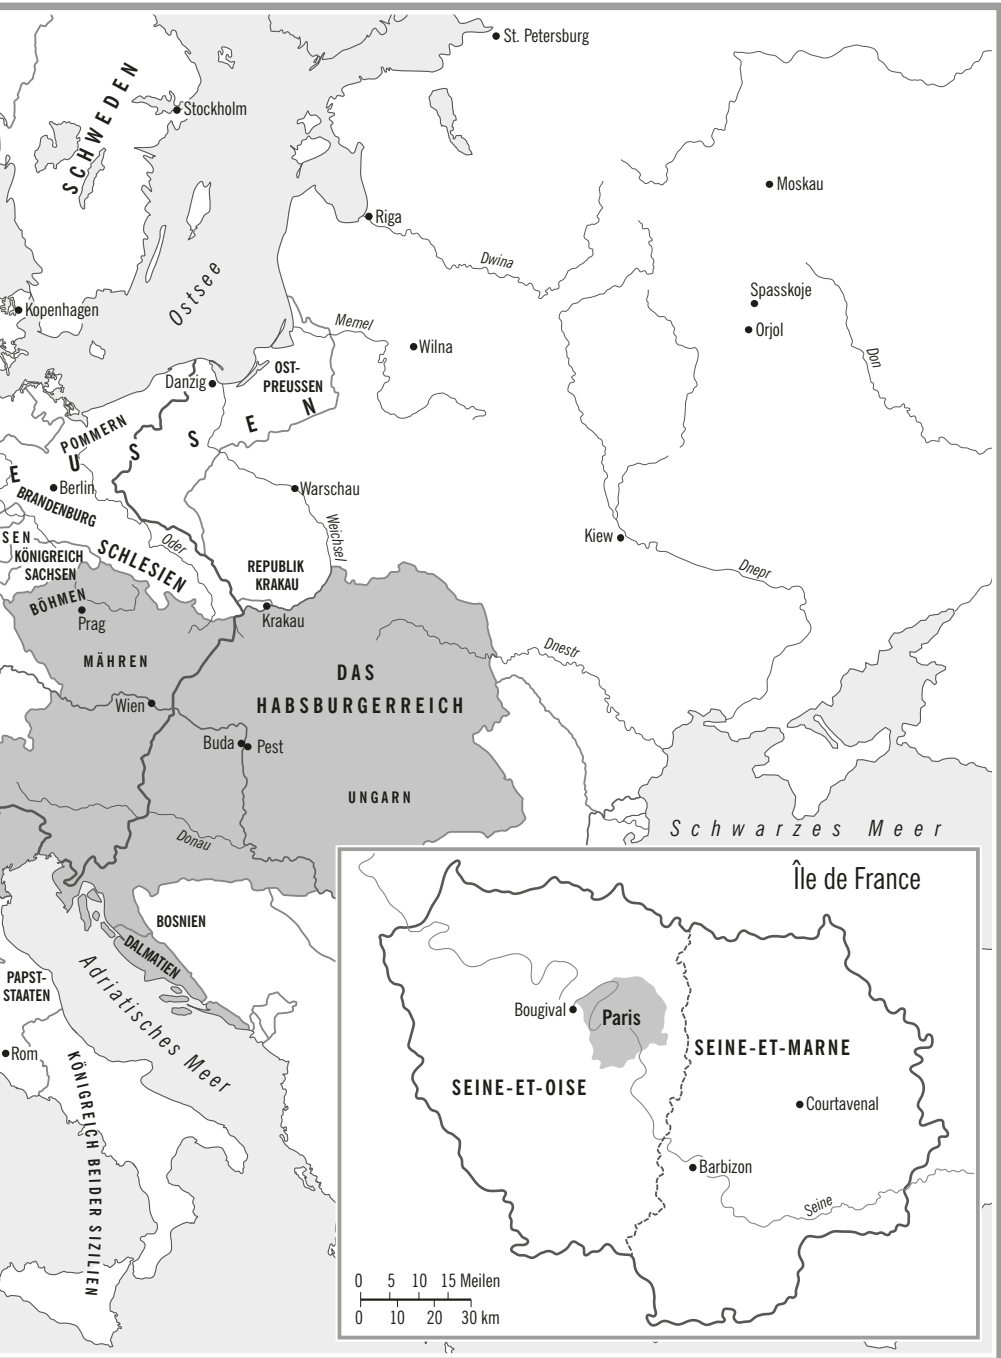 St. Petersburg
SCHWEDEN
Stockholm
Moskau
Riga
Dwina
Ostsee
Spasskoje
Kopenhagen
Orjol
Memel
Wilna
Don
OST-
PREUSSEN
Danzig
POMMERN
E U S S E N
Berlin
BRANDENBURG
Warschau
Weichsel
SEN
KÖNIGREICH
SACHSEN
SCHLESIEN
Oder
Kiew
Dnepr
REPUBLIK
KRAKAU
BÖHMEN
Prag
Krakau
Dnestr
MÄHREN
DAS
HABSBURGERREICH
Wien
Buda
Pest
UNGARN
Donau
Schwarzes Meer
BOSNIEN
DALMATIEN
Adriatisches Meer
PAPST-
STAATEN
Rom
KÖNIGREICH BEIDER SIZILIEN
Île de France
Bougival
Paris
SEINE-ET-MARNE
SEINE-ET-OISE
Courtavenal
Barbizon
Seine
0 5 10 15 Meilen
0 10 20 30 km